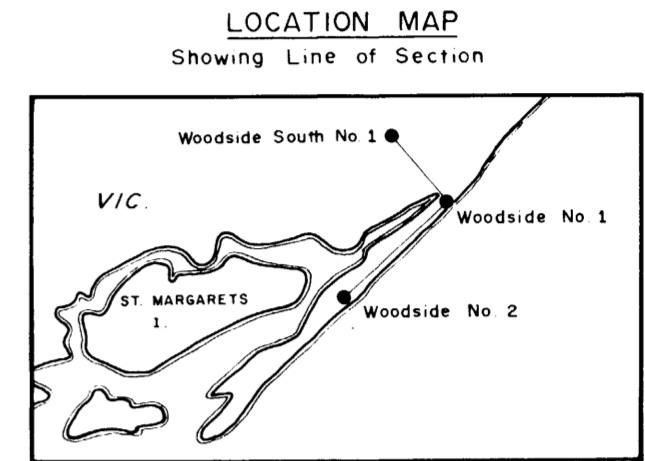 LOCATION MAP
Showing Line of Section
Woodside South No. 1
VIC.
Woodside No. 1
ST. MARGARETS
I.
Woodside No. 2